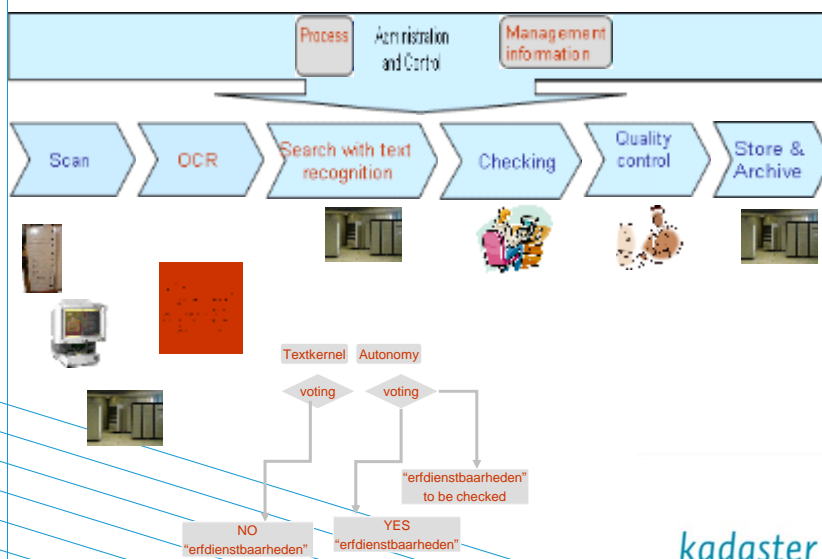 Process
Administration
and Control
Management
information
Scan
OCR
Search with text
recognition
Checking
Quality
control
Store &
Archive
Textkernel
Autonomy
voting
voting
“erfdienstbaarheden”
to be checked
NO
“erfdienstbaarheden”
YES
“erfdienstbaarheden”
kadaster